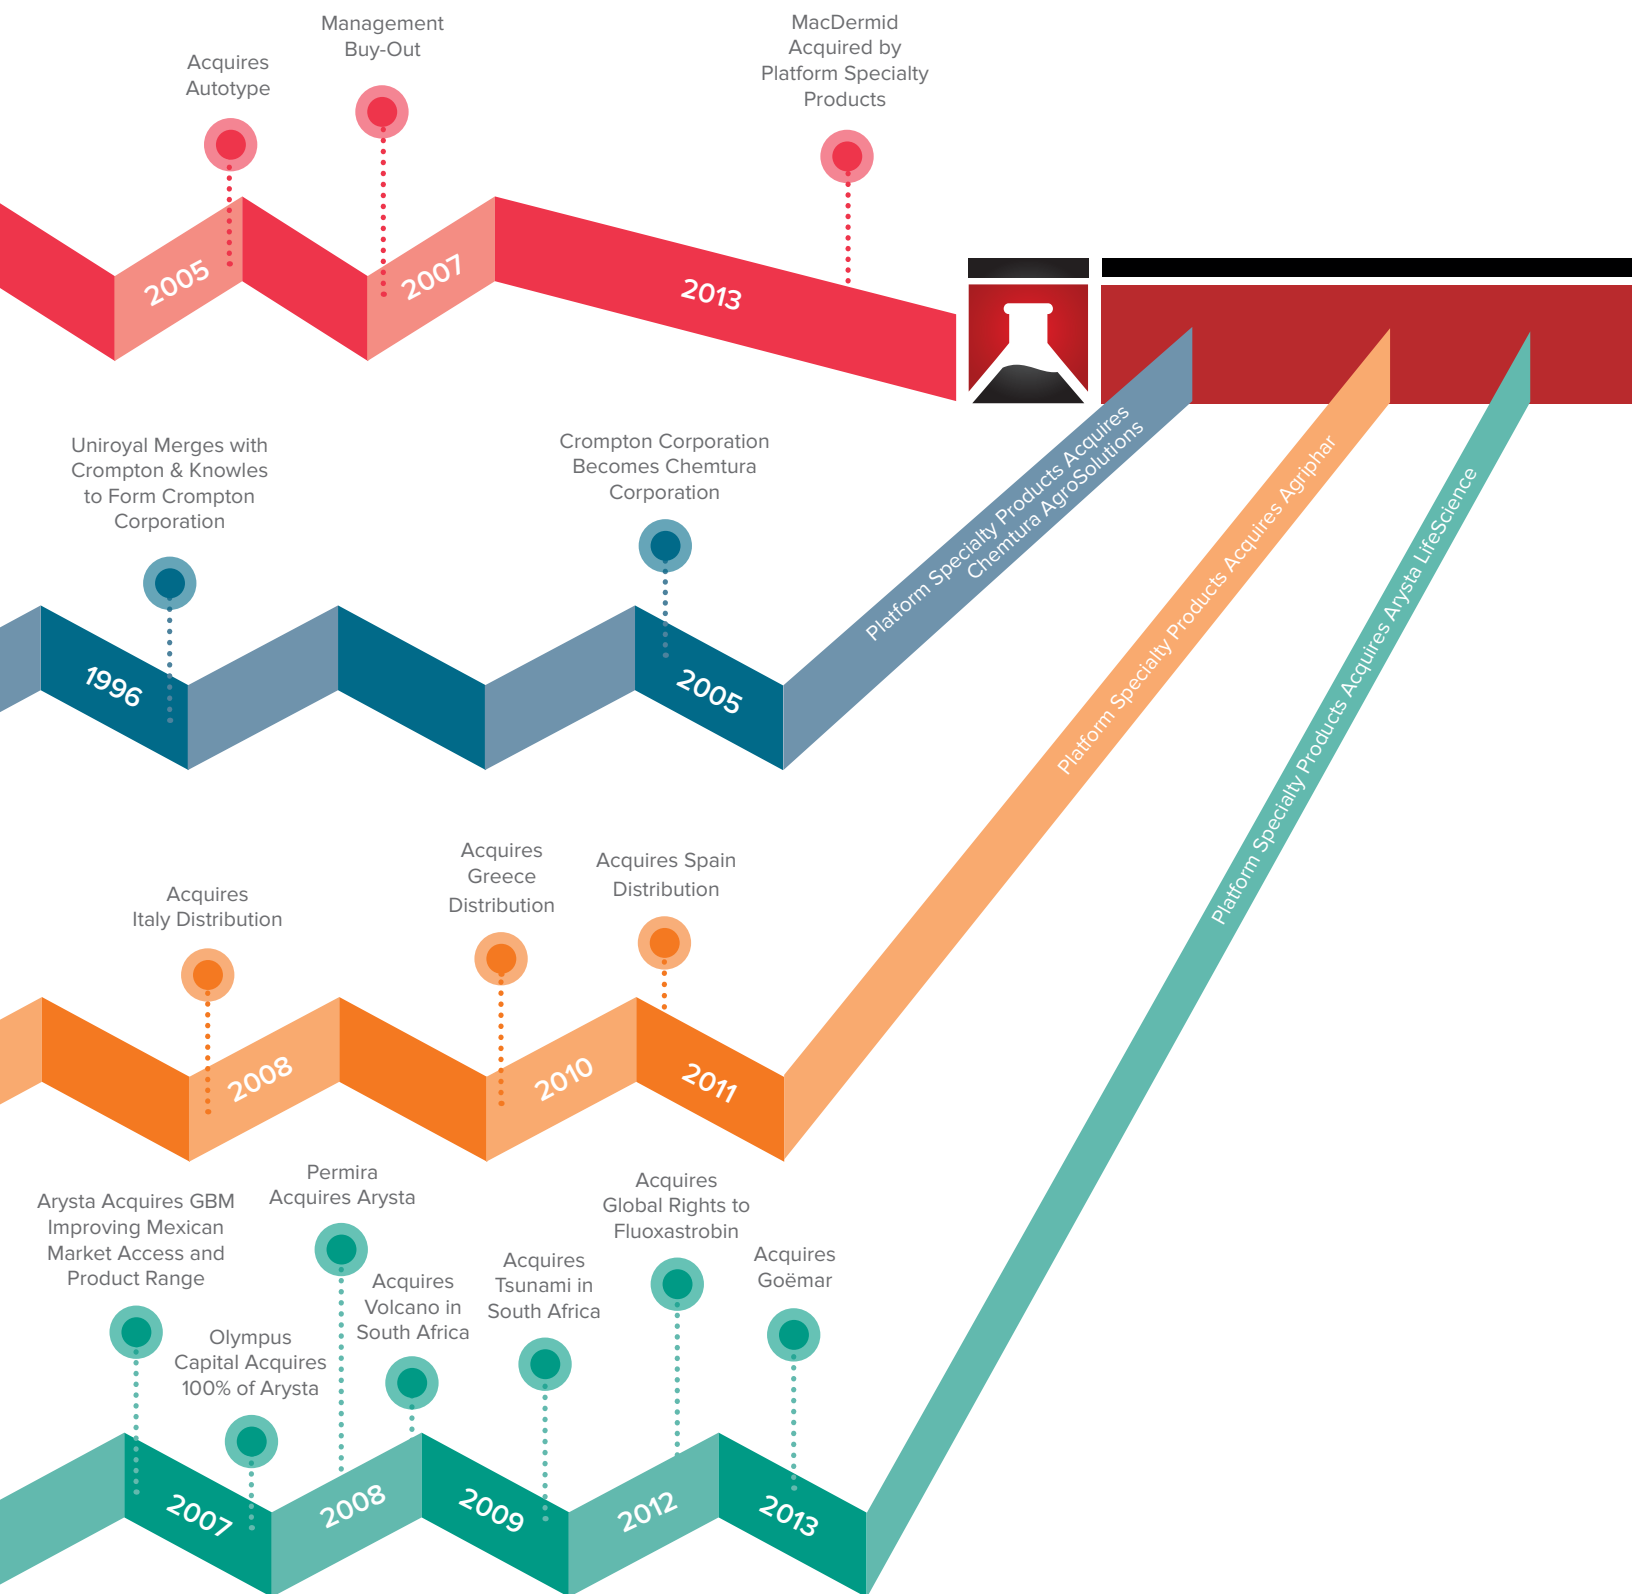 Acquires
Autotype
Management
Buy-Out
MacDermid
Acquired by
Platform Specialty
Products
2005
2007
2013
Uniroyal Merges with
Crompton & Knowles
to Form Crompton
Corporation
Crompton Corporation
Becomes Chemtura
Corporation
1996
2005
Platform Specialty Products Acquires
Chemtura AgroSolutions
Acquires
Italy Distribution
Acquires
Greece
Distribution
Acquires Spain
Distribution
2008
2010
2011
Platform Specialty Products Acquires Agriphar
Arysta Acquires GBM
Improving Mexican
Market Access and
Product Range
Olympus
Capital Acquires
100% of Arysta
Permira
Acquires Arysta
Acquires
Volcano in
South Africa
Acquires
Tsunami in
South Africa
Acquires
Global Rights to
Fluoxastrobin
Acquires
Goëmar
2007
2008
2009
2012
2013
Platform Specialty Products Acquires Arysta LifeScience